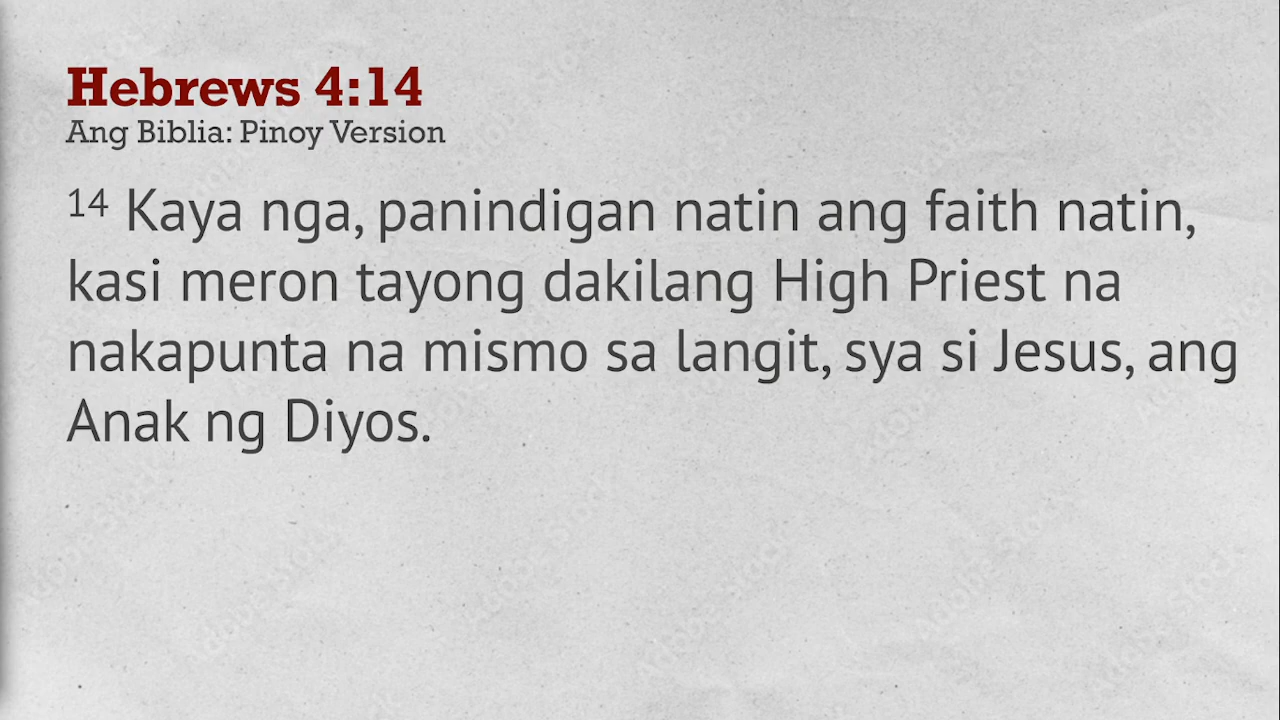 Hebrews 4:14
Ang Biblia: Pinoy Version
14 Kaya nga, panindigan natin ang faith natin,
kasi meron tayong dakilang High Priest na
nakapunta na mismo sa langit, sya si Jesus, ang
Anak ng Diyos.